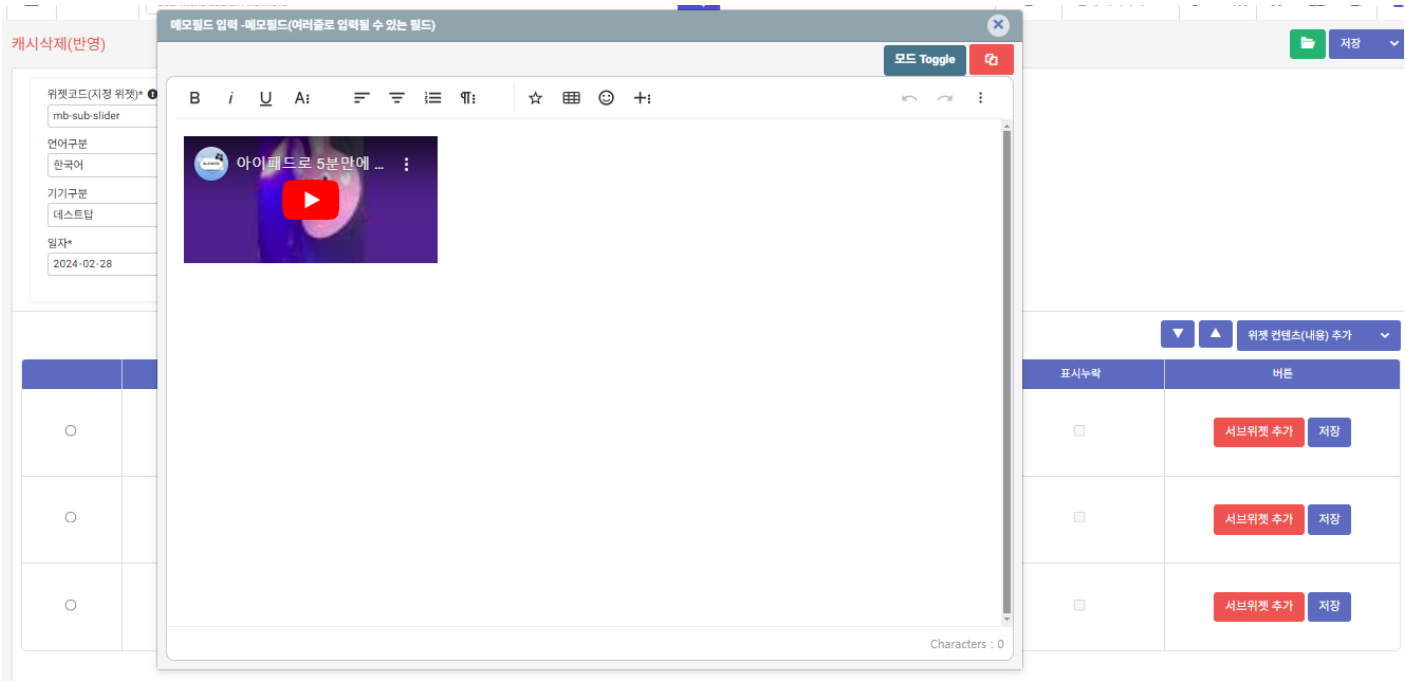 메모필드 입력 -메모필드(여러줄로 입력될 수 있는 필드)
캐시삭제(반영)
저장
모드 Toggle
위젯코드(지정 위젯)*
mb-sub-slider
언어구분
한국어
기기구분
데스트탑
일자*
2024-02-28
B i U A
아이패드로 5분만에 ...
위젯 컨텐츠(내용) 추가
표시누락
버튼
서브위젯 추가
저장
서브위젯 추가
저장
서브위젯 추가
저장
Characters : 0